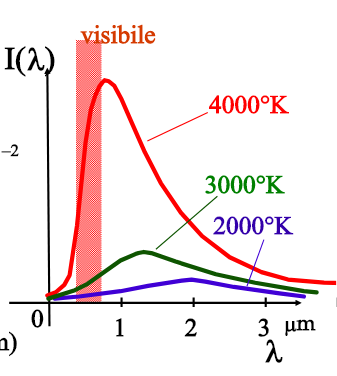 visibile
I(λ)
4000°K
−2
3000°K
2000°K
0 1 2 3 μm
m) λ